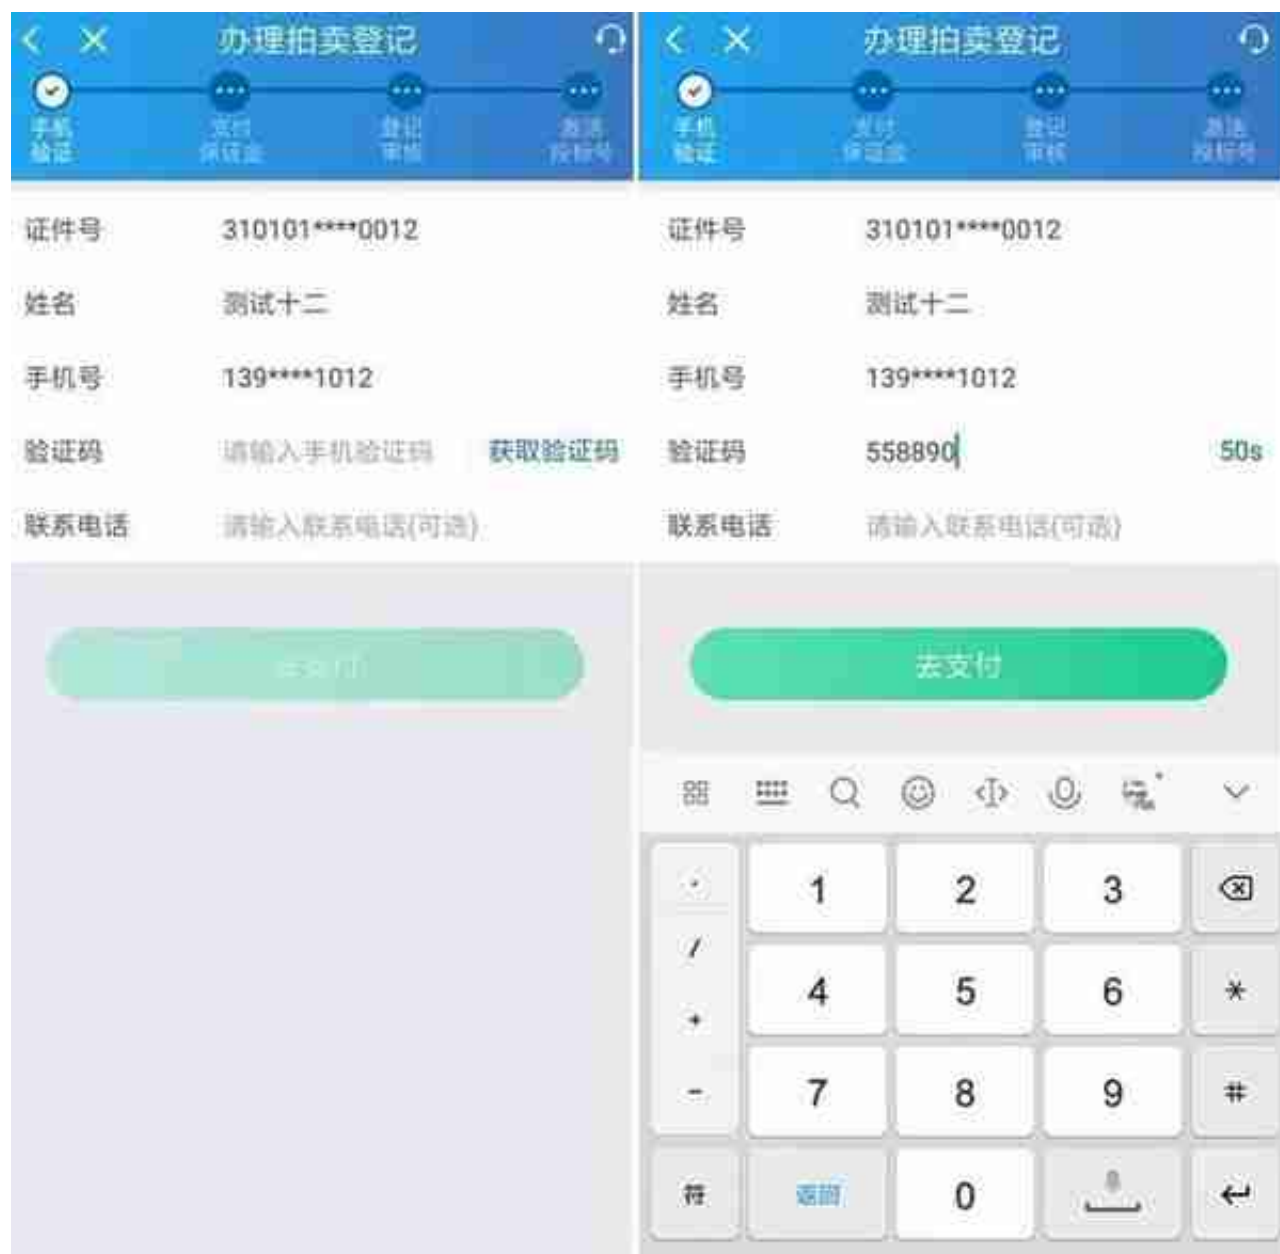 办理拍卖登记
手机
验证
支付
保证金
登记
审核
激活
投标号
证件号 310101****0012
姓名 测试十二
手机号 139****1012
验证码 请输入手机验证码 获取验证码
联系电话 请输入联系电话(可选)
去支付
办理拍卖登记
手机
验证
支付
保证金
登记
审核
激活
投标号
证件号 310101****0012
姓名 测试十二
手机号 139****1012
验证码 558890 50s
联系电话 请输入联系电话(可选)
去支付
1 2 3
/
4 5 6 *
+
- 7 8 9 #
符 返回 0